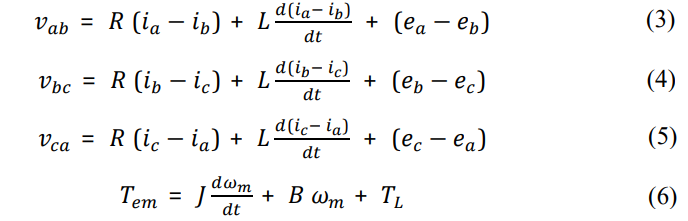 v_ab = R (i_a − i_b) + L d(i_a− i_b)/dt + (e_a − e_b) (3)
v_bc = R (i_b − i_c) + L d(i_b− i_c)/dt + (e_b − e_c) (4)
v_ca = R (i_c − i_a) + L d(i_c− i_a)/dt + (e_c − e_a) (5)
T_em = J dω_m/dt + B ω_m + T_L (6)